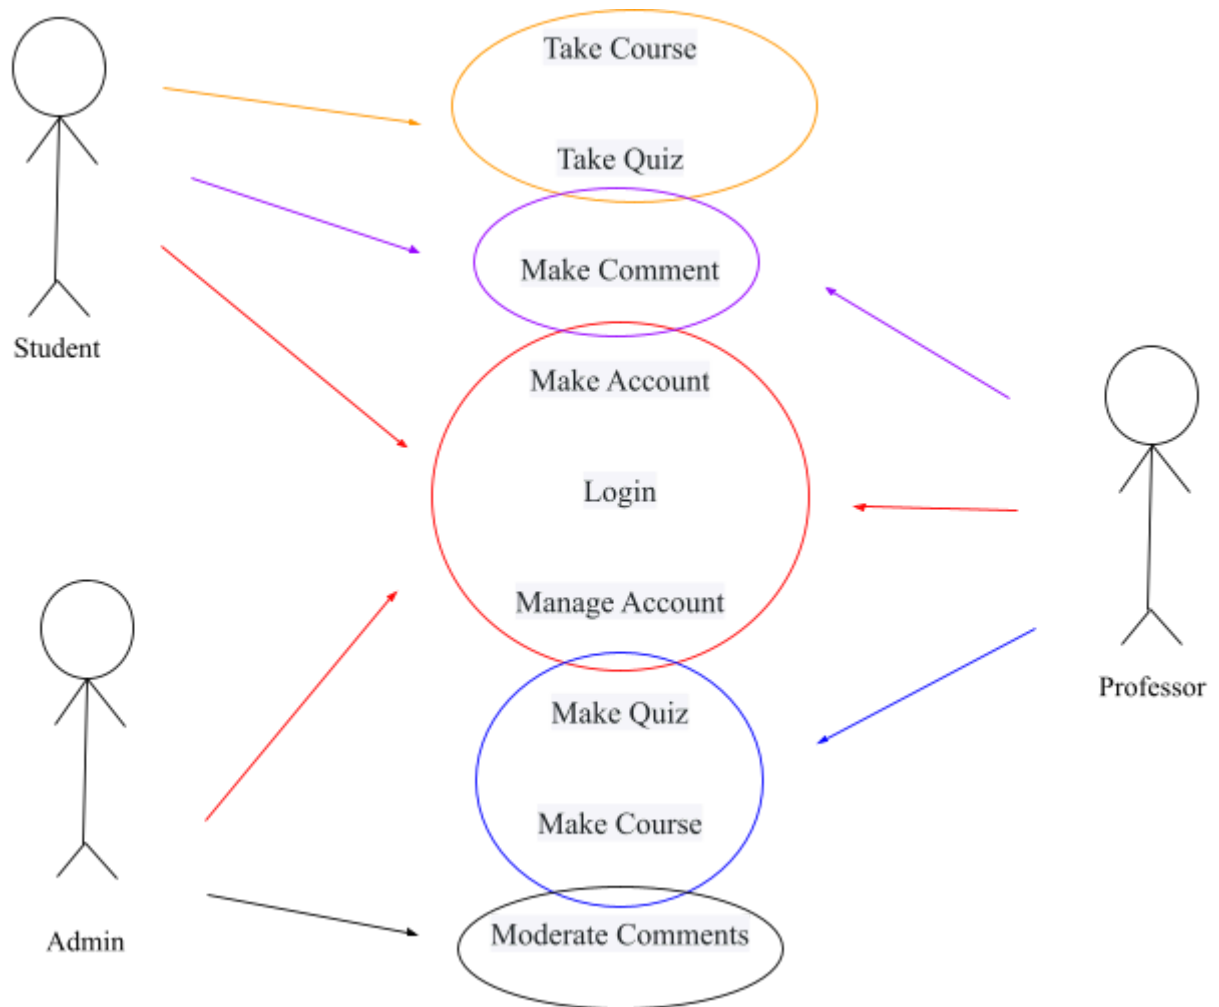 Take Course
Take Quiz
Make Comment
Student
Make Account
Login
Manage Account
Professor
Make Quiz
Make Course
Moderate Comments
Admin